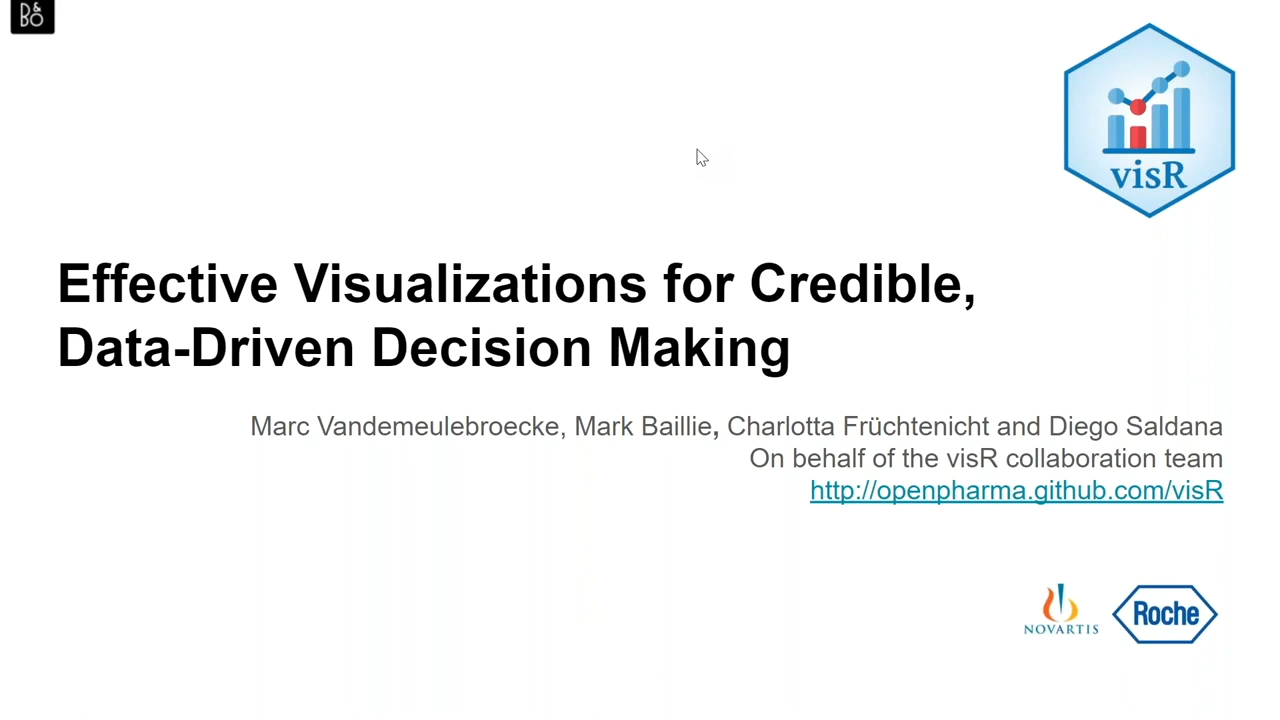 B&O
visR
Effective Visualizations for Credible,
Data-Driven Decision Making
Marc Vandemeulebroecke, Mark Baillie, Charlotta Früchtenicht and Diego Saldana
On behalf of the visR collaboration team
http://openpharma.github.com/visR
NOVARTIS
Roche